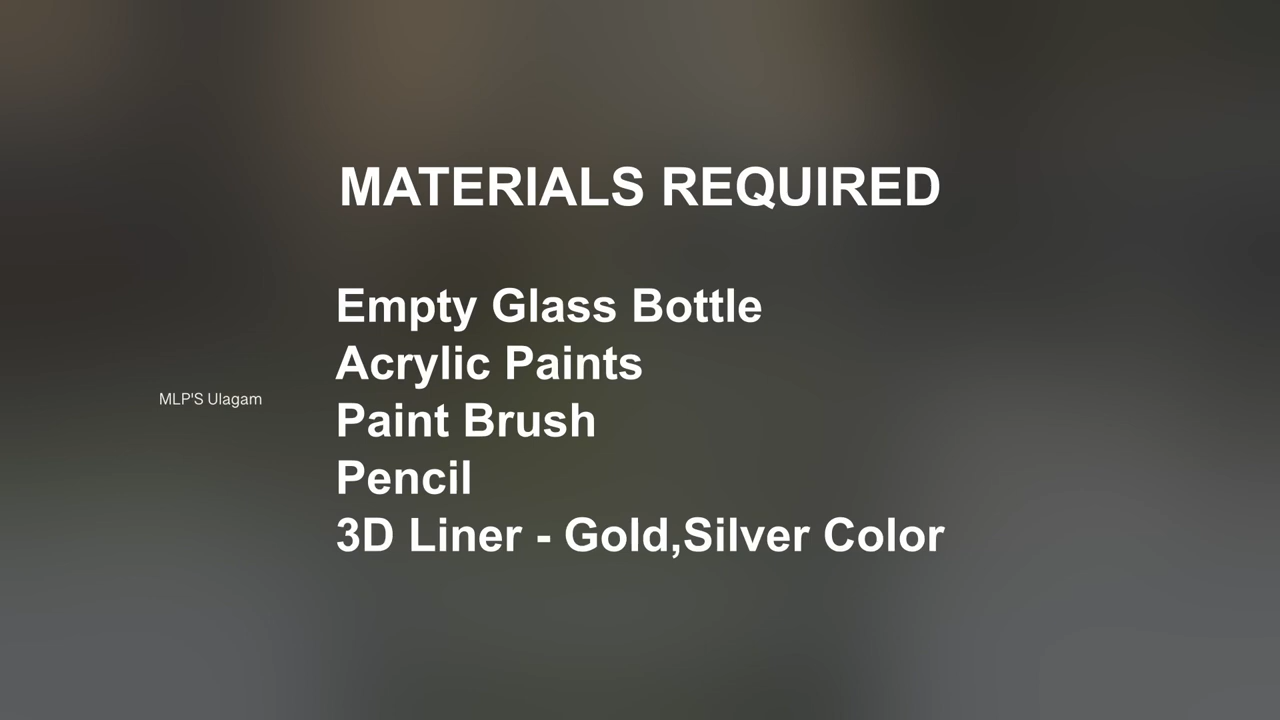 MATERIALS REQUIRED
Empty Glass Bottle
Acrylic Paints
MLP'S Ulagam
Paint Brush
Pencil
3D Liner - Gold,Silver Color